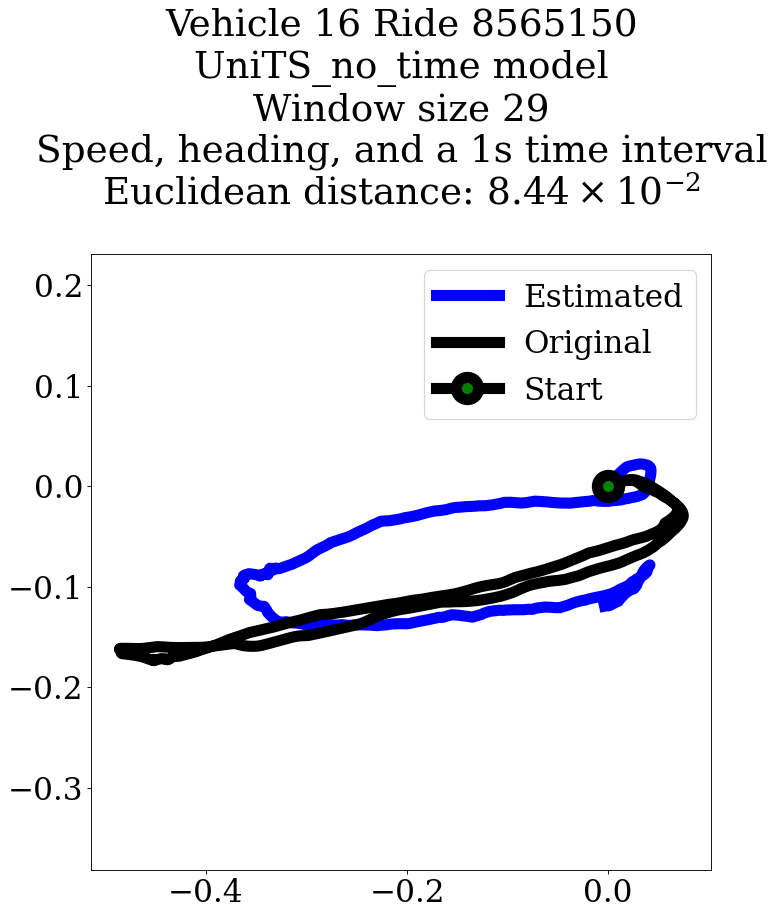 Vehicle 16 Ride 8565150
UniTS_no_time model
Window size 29
Speed, heading, and a 1s time interval
Euclidean distance: 8.44 × 10⁻²
Estimated
Original
Start
0.2
0.1
0.0
−0.1
−0.2
−0.3
−0.4
−0.2
0.0